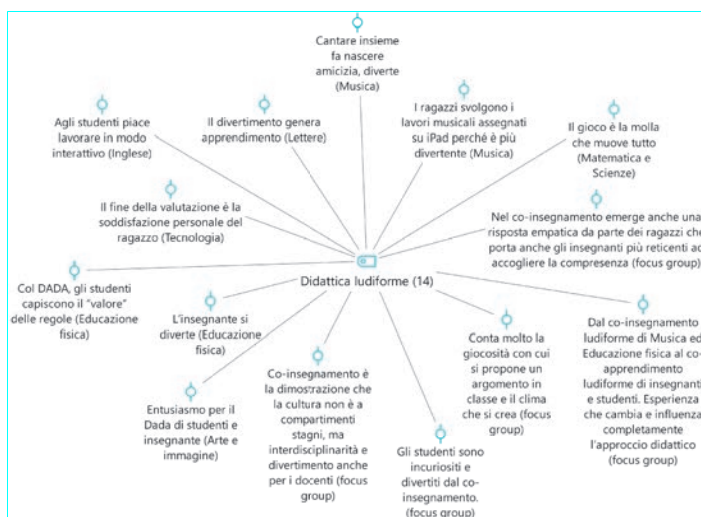 Cantare insieme
fa nascere
amicizia, diverte
(Musica)
Agli studenti piace
lavorare in modo
interattivo (Inglese)
Il divertimento genera
apprendimento (Lettere)
I ragazzi svolgono i
lavori musicali assegnati
su iPad perché è più
divertente (Musica)
Il gioco è la molla
che muove tutto
(Matematica e
Scienze)
Il fine della valutazione è la
soddisfazione personale del
ragazzo (Tecnologia)
Nel co-insegnamento emerge anche una
risposta empatica da parte dei ragazzi che
porta anche gli insegnanti più reticenti ad
accogliere la compresenza (focus group)
Didattica ludiforme (14)
Col DADA, gli studenti
capiscono il "valore"
delle regole (Educazione
fisica)
L'insegnante si
diverte (Educazione
fisica)
Entusiasmo per il
Dada di studenti e
insegnante (Arte e
immagine)
Co-insegnamento è
la dimostrazione che
la cultura non è a
compartimenti
stagni, ma
interdisciplinarità e
divertimento anche
per i docenti (focus
group)
Gli studenti sono
incuriositi e
divertiti dal co-
insegnamento.
(focus group)
Conta molto la
giocosità con cui
si propone un
argomento in
classe e il clima
che si crea (focus
group)
Dal co-insegnamento
ludiforme di Musica ed
Educazione fisica al co-
apprendimento
ludiforme di insegnanti
e studenti. Esperienza
che cambia e influenza
completamente
l'approccio didattico
(focus group)